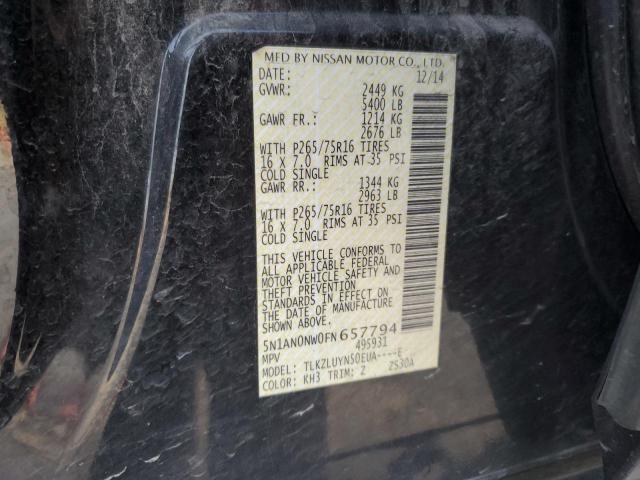 MFD BY NISSAN MOTOR CO., LTD.
DATE: 12/14
GVWR: 2449 KG
5400 LB
GAWR FR.: 1214 KG
2676 LB
WITH P265/75R16 TIRES
16 X 7.0 RIMS AT 35 PSI
COLD SINGLE
GAWR RR.: 1344 KG
2963 LB
WITH P265/75R16 TIRES
16 X 7.0 RIMS AT 35 PSI
COLD SINGLE
THIS VEHICLE CONFORMS TO
ALL APPLICABLE FEDERAL
MOTOR VEHICLE SAFETY AND
THEFT PREVENTION
STANDARDS IN EFFECT ON
THE DATE OF MANUFACTURE
SHOWN ABOVE.
5N1AN0NW0FN657794
MPV 495931
MODEL: TLKZLUYN50EUA----E
COLOR: KH3 TRIM: Z ZS30A